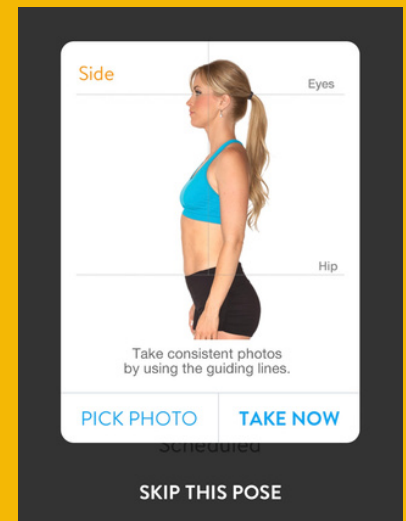 Side
Eyes
Hip
Take consistent photos
by using the guiding lines.
PICK PHOTO
TAKE NOW
Scheduled
SKIP THIS POSE